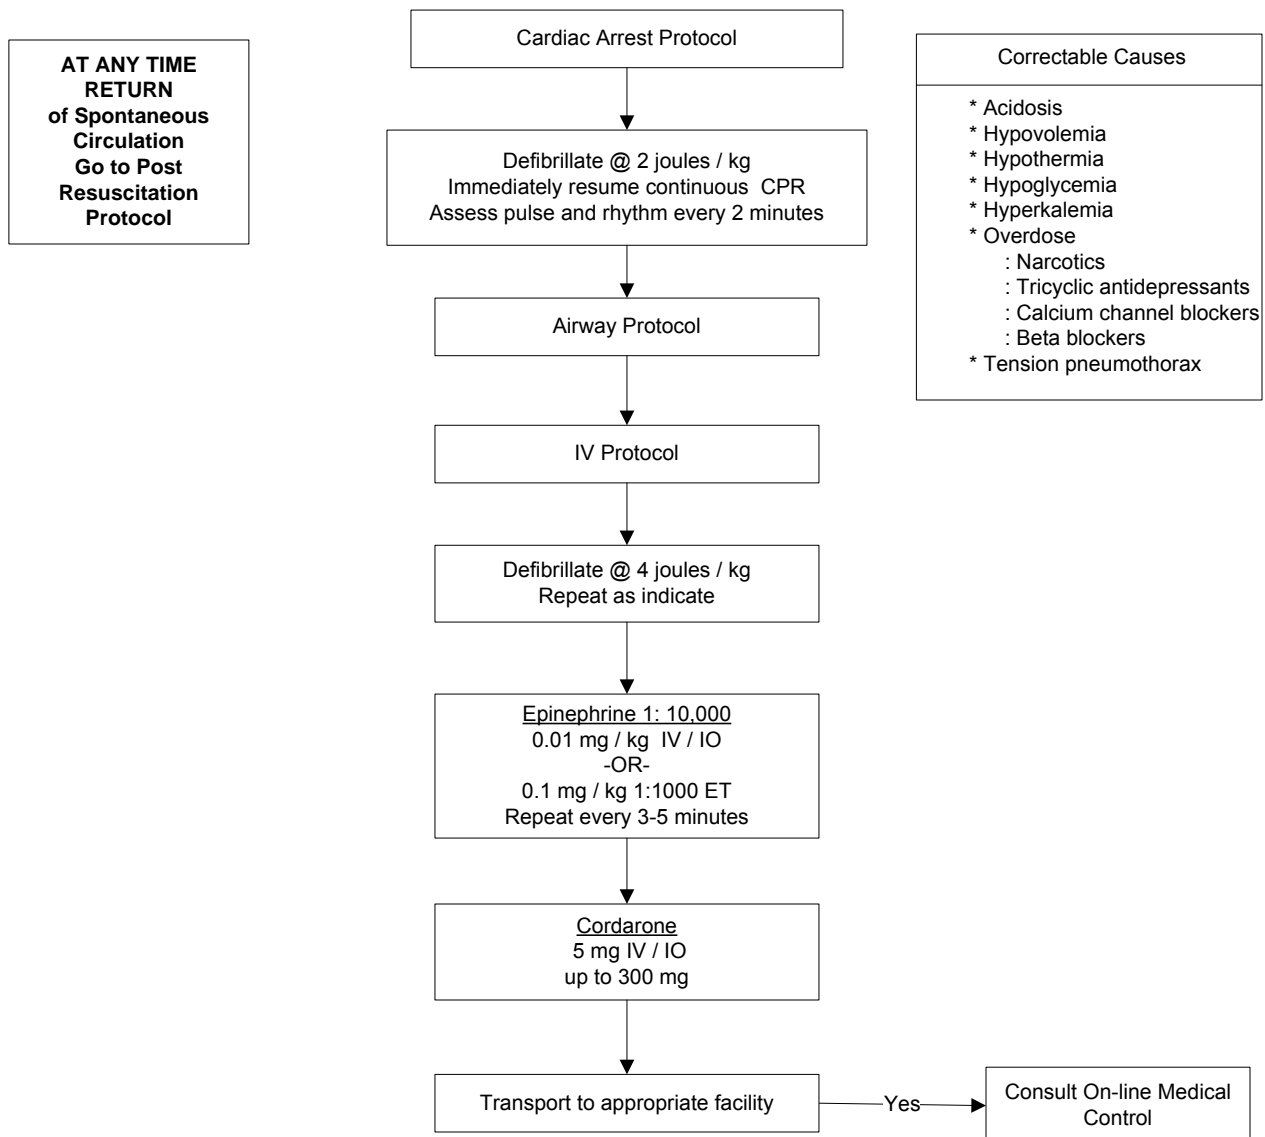 Cardiac Arrest Protocol
AT ANY TIME
RETURN
of Spontaneous
Circulation
Go to Post
Resuscitation
Protocol
Correctable Causes
* Acidosis
* Hypovolemia
* Hypothermia
* Hypoglycemia
* Hyperkalemia
* Overdose
: Narcotics
: Tricyclic antidepressants
: Calcium channel blockers
: Beta blockers
* Tension pneumothorax
Defibrillate @ 2 joules / kg
Immediately resume continuous CPR
Assess pulse and rhythm every 2 minutes
Airway Protocol
IV Protocol
Defibrillate @ 4 joules / kg
Repeat as indicate
Epinephrine 1: 10,000
0.01 mg / kg IV / IO
-OR-
0.1 mg / kg 1:1000 ET
Repeat every 3-5 minutes
Cordarone
5 mg IV / IO
up to 300 mg
Transport to appropriate facility
Yes
Consult On-line Medical
Control